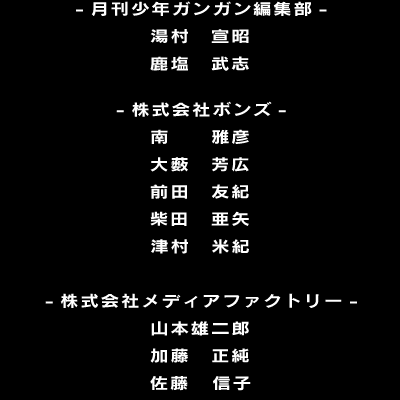 -月刊少年ガンガン編集部-
湯村　宣昭
鹿塩　武志
-株式会社ボンズ-
南　　雅彦
大薮　芳広
前田　友紀
柴田　亜矢
津村　米紀
-株式会社メディアファクトリー-
山本雄二郎
加藤　正純
佐藤　信子